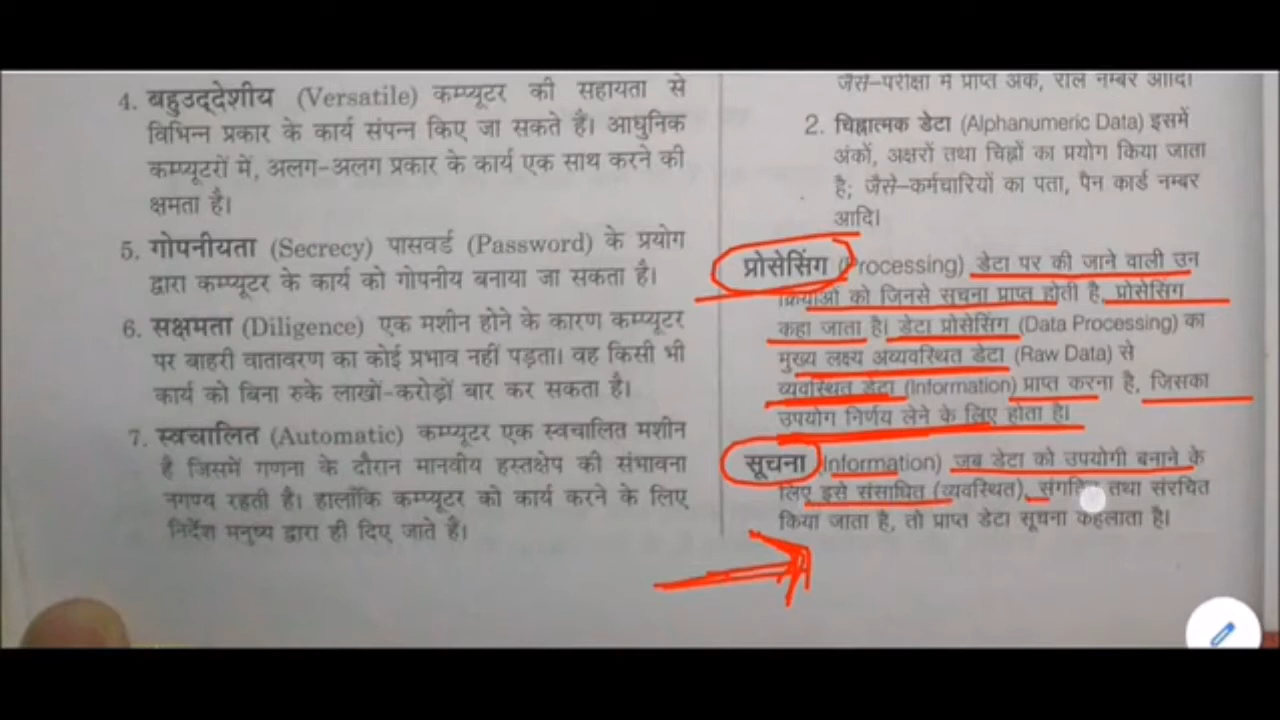 4. बहुउद्देशीय (Versatile) कम्प्यूटर की सहायता से
विभिन्न प्रकार के कार्य संपन्न किए जा सकते हैं। आधुनिक
कम्प्यूटरों में, अलग-अलग प्रकार के कार्य एक साथ करने की
क्षमता है।
5. गोपनीयता (Secrecy) पासवर्ड (Password) के प्रयोग
द्वारा कम्प्यूटर के कार्य को गोपनीय बनाया जा सकता है।
6. सक्षमता (Diligence) एक मशीन होने के कारण कम्प्यूटर
पर बाहरी वातावरण का कोई प्रभाव नहीं पड़ता। वह किसी भी
कार्य को बिना रुके लाखों-करोड़ों बार कर सकता है।
7. स्वचालित (Automatic) कम्प्यूटर एक स्वचालित मशीन
है जिसमें गणना के दौरान मानवीय हस्तक्षेप की संभावना
नगण्य रहती है। हालाँकि कम्प्यूटर को कार्य करने के लिए
निर्देश मनुष्य द्वारा ही दिए जाते हैं।
जैसे-परीक्षा में प्राप्त अंक, रोल नम्बर आदि।
2. चिह्नात्मक डेटा (Alphanumeric Data) इसमें
अंकों, अक्षरों तथा चिह्नों का प्रयोग किया जाता
है; जैसे-कर्मचारियों का पता, पैन कार्ड नम्बर
आदि।
प्रोसेसिंग (Processing) डेटा पर की जाने वाली उन
क्रियाओं को जिनसे सूचना प्राप्त होती है, प्रोसेसिंग
कहा जाता है। डेटा प्रोसेसिंग (Data Processing) का
मुख्य लक्ष्य अव्यवस्थित डेटा (Raw Data) से
व्यवस्थित डेटा (Information) प्राप्त करना है, जिसका
उपयोग निर्णय लेने के लिए होता है।
सूचना (Information) जब डेटा को उपयोगी बनाने के
लिए इसे संसाधित (व्यवस्थित), संगठित तथा संरचित
किया जाता है, तो प्राप्त डेटा सूचना कहलाता है।